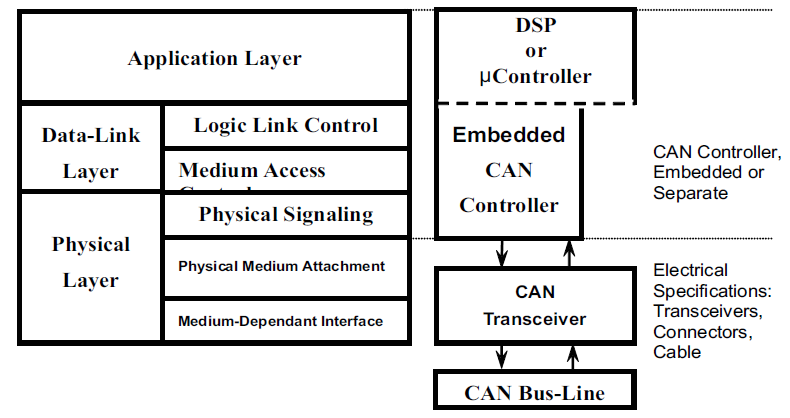 Application Layer
Data-Link
Layer
Logic Link Control
Medium Access
Physical
Layer
Physical Signaling
Physical Medium Attachment
Medium-Dependant Interface
DSP
or
µController
Embedded
CAN
Controller
CAN
Transceiver
CAN Bus-Line
CAN Controller,
Embedded or
Separate
Electrical
Specifications:
Transceivers,
Connectors,
Cable